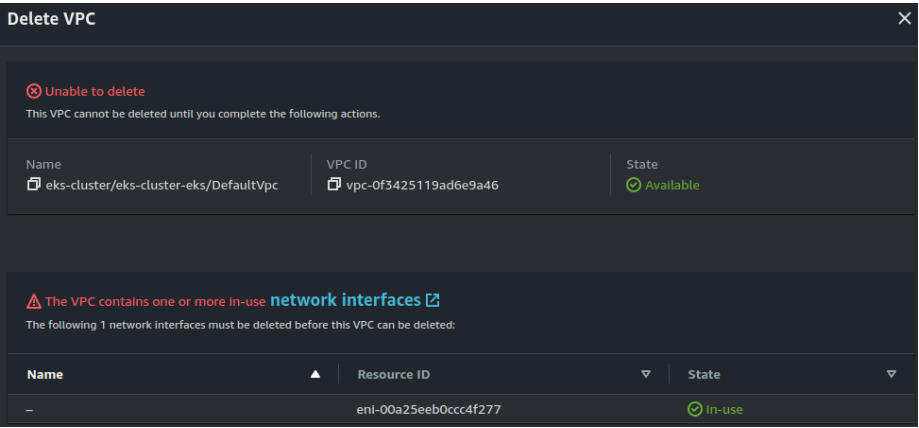 Delete VPC
Unable to delete
This VPC cannot be deleted until you complete the following actions.
Name VPC ID State
eks-cluster/eks-cluster-eks/DefaultVpc vpc-0f3425119ad6e9a46 Available
The VPC contains one or more in-use network interfaces
The following 1 network interfaces must be deleted before this VPC can be deleted:
Name Resource ID State
– eni-00a25eeb0ccc4f277 In-use